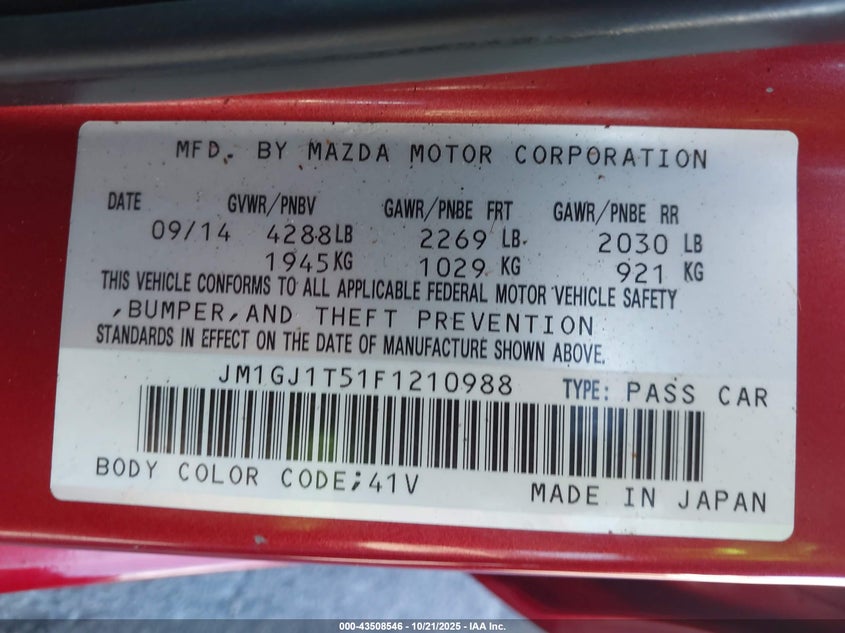 MFD. BY MAZDA MOTOR CORPORATION
DATE GVWR/PNBV GAWR/PNBE FRT GAWR/PNBE RR
09/14 4288LB 2269 LB. 2030 LB
1945KG 1029 KG 921 KG
THIS VEHICLE CONFORMS TO ALL APPLICABLE FEDERAL MOTOR VEHICLE SAFETY
,BUMPER,AND THEFT PREVENTION
STANDARDS IN EFFECT ON THE DATE OF MANUFACTURE SHOWN ABOVE.
JM1GJ1T51F1210988 TYPE: PASS CAR
BODY COLOR CODE;41V
MADE IN JAPAN
000-43508546 - 10/21/2025 - IAA Inc.